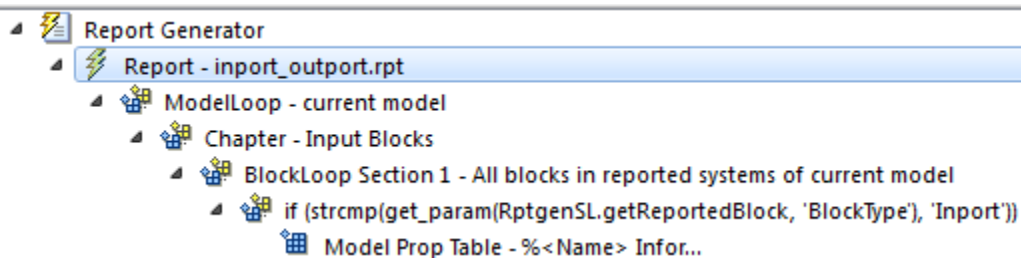 Report Generator
Report - inport_outport.rpt
ModelLoop - current model
Chapter - Input Blocks
BlockLoop Section 1 - All blocks in reported systems of current model
if (strcmp(get_param(RptgenSL.getReportedBlock, 'BlockType'), 'Inport'))
Model Prop Table - %<Name> Infor...